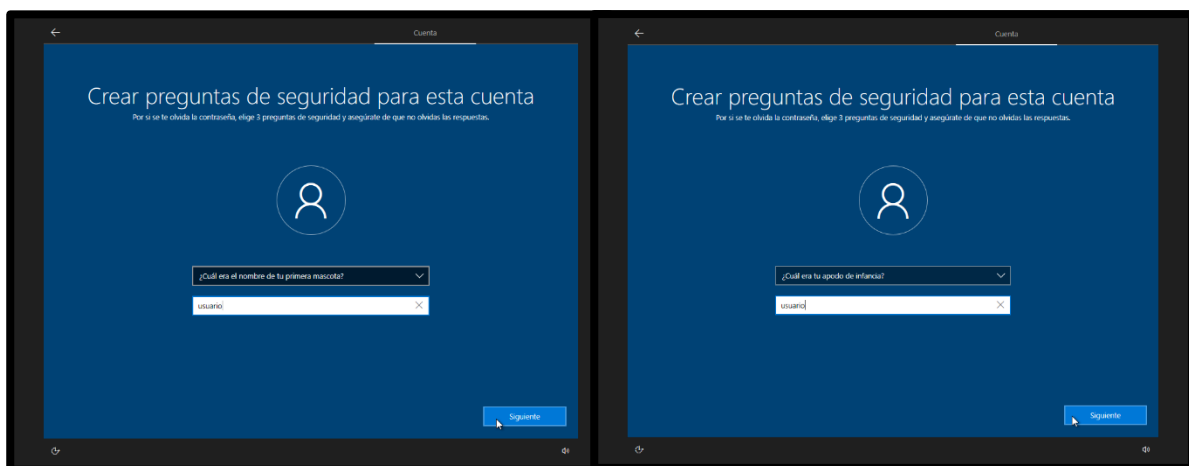 Cuenta
Crear preguntas de seguridad para esta cuenta
Por si se te olvida la contraseña, elige 3 preguntas de seguridad y asegúrate de que no olvidas las respuestas.
¿Cuál era el nombre de tu primera mascota?
usuario
Siguiente
Cuenta
Crear preguntas de seguridad para esta cuenta
Por si se te olvida la contraseña, elige 3 preguntas de seguridad y asegúrate de que no olvidas las respuestas.
¿Cuál era tu apodo de infancia?
usuario
Siguiente